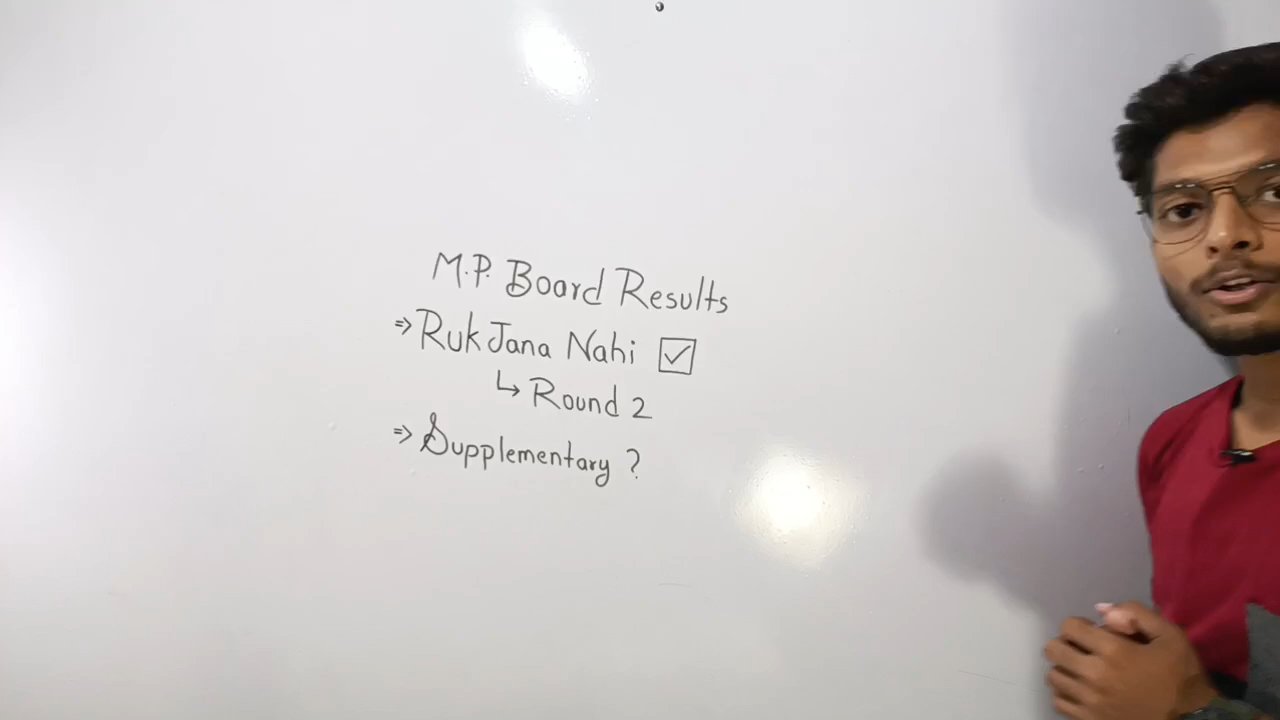 M.P. Board Results
⇒ Ruk Jana Nahi ☑
↳ Round 2
⇒ Supplementary ?